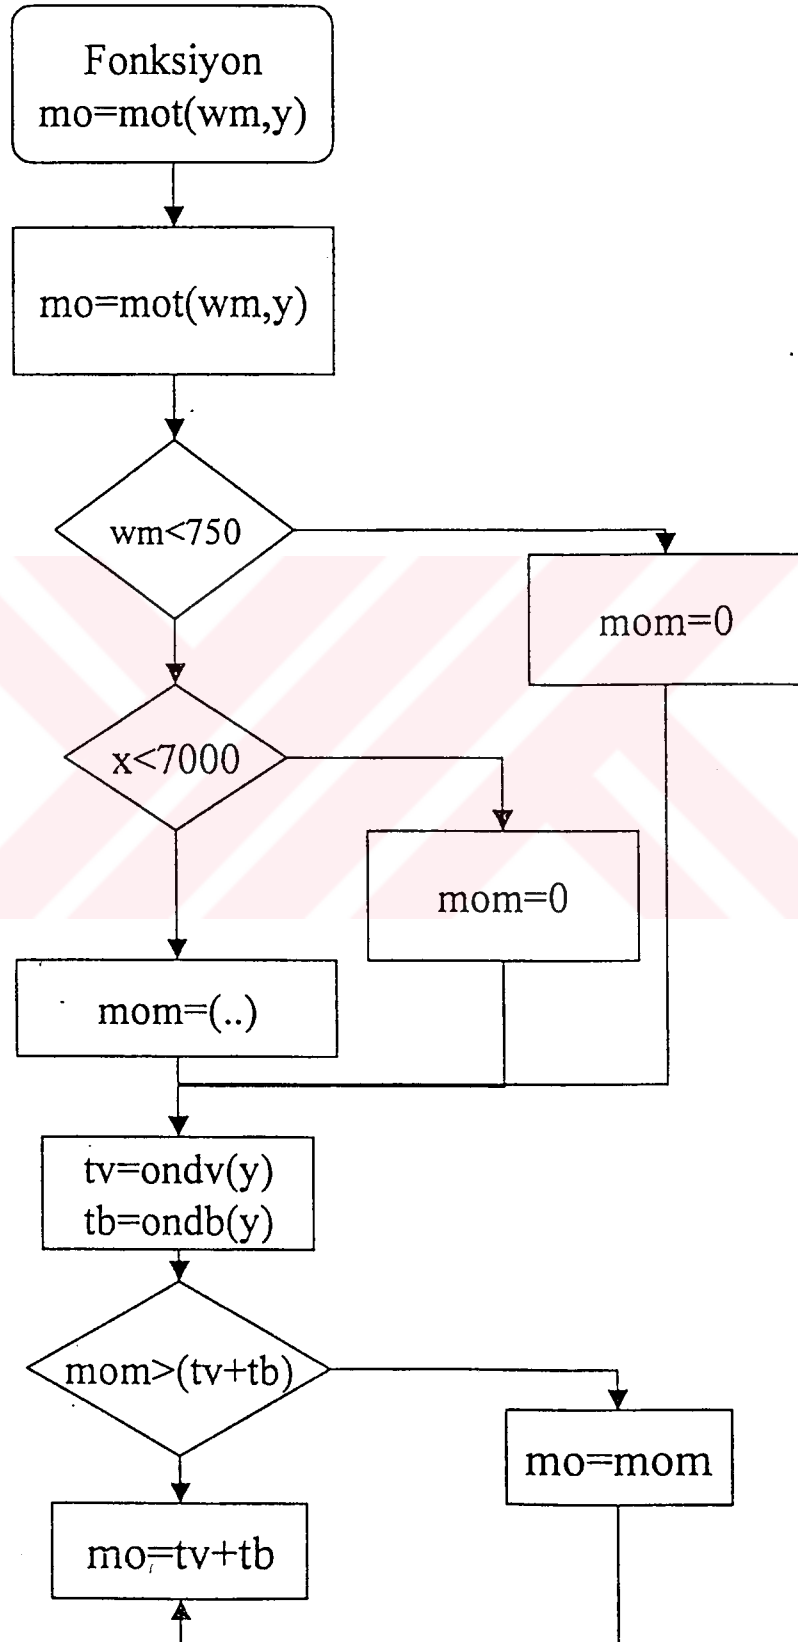 Fonksiyon
mo=mot(wm,y)
mo=mot(wm,y)
wm<750
mom=0
x<7000
mom=0
mom=(..)
tv=ondv(y)
tb=ondb(y)
mom>(tv+tb)
mo=mom
mo=tv+tb